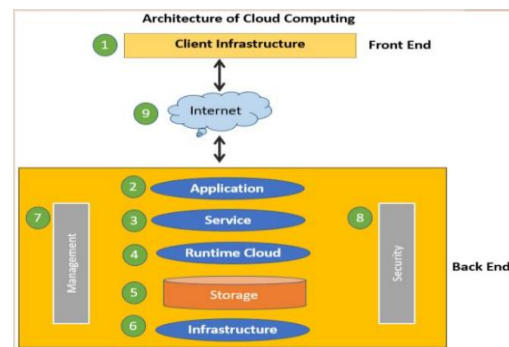 Architecture of Cloud Computing
1
Client Infrastructure
Front End
9
Internet
2
Application
7
3
Service
8
4
Runtime Cloud
Management
Security
Back End
5
Storage
6
Infrastructure